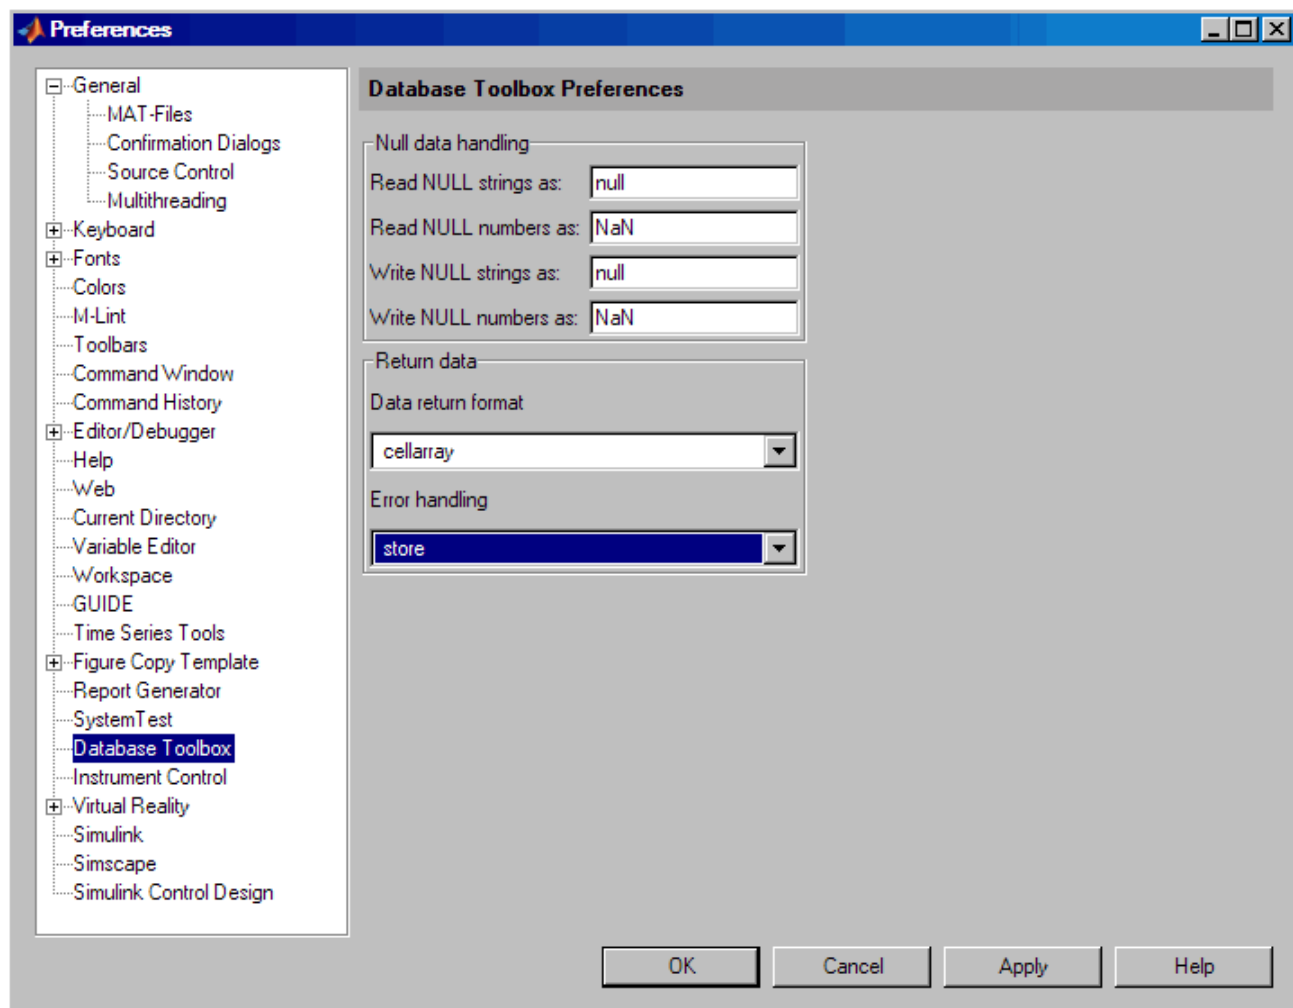 Preferences
General
MAT-Files
Confirmation Dialogs
Source Control
Multithreading
Keyboard
Fonts
Colors
M-Lint
Toolbars
Command Window
Command History
Editor/Debugger
Help
Web
Current Directory
Variable Editor
Workspace
GUIDE
Time Series Tools
Figure Copy Template
Report Generator
SystemTest
Database Toolbox
Instrument Control
Virtual Reality
Simulink
Simscape
Simulink Control Design
Database Toolbox Preferences
Null data handling
Read NULL strings as: null
Read NULL numbers as: NaN
Write NULL strings as: null
Write NULL numbers as: NaN
Return data
Data return format
cellarray
Error handling
store
OK Cancel Apply Help